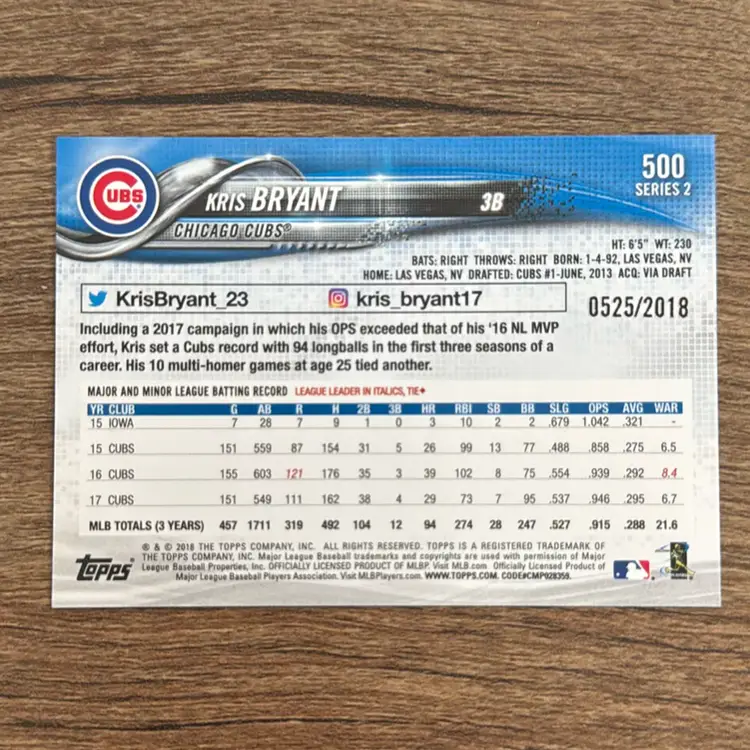 CUBS
KRIS BRYANT 3B
CHICAGO CUBS®
500
SERIES 2
HT: 6'5" WT: 230
BATS: RIGHT THROWS: RIGHT BORN: 1-4-92, LAS VEGAS, NV
HOME: LAS VEGAS, NV DRAFTED: CUBS #1-JUNE, 2013 ACQ: VIA DRAFT
KrisBryant_23 kris_bryant17
0525/2018
Including a 2017 campaign in which his OPS exceeded that of his '16 NL MVP
effort, Kris set a Cubs record with 94 longballs in the first three seasons of a
career. His 10 multi-homer games at age 25 tied another.
MAJOR AND MINOR LEAGUE BATTING RECORD LEAGUE LEADER IN ITALICS, TIE♦
YR CLUB G AB R H 2B 3B HR RBI SB BB SLG OPS AVG WAR
15 IOWA 7 28 7 9 1 0 3 10 2 2 .679 1.042 .321 -
15 CUBS 151 559 87 154 31 5 26 99 13 77 .488 .858 .275 6.5
16 CUBS 155 603 121 176 35 3 39 102 8 75 .554 .939 .292 8.4
17 CUBS 151 549 111 162 38 4 29 73 7 95 .537 .946 .295 6.7
MLB TOTALS (3 YEARS) 457 1711 319 492 104 12 94 274 28 247 .527 .915 .288 21.6
TOPPS
® & © 2018 THE TOPPS COMPANY, INC. ALL RIGHTS RESERVED. TOPPS IS A REGISTERED TRADEMARK OF
THE TOPPS COMPANY, INC. Major League Baseball trademarks and copyrights are used with permission of Major
League Baseball Properties, Inc. OFFICIALLY LICENSED PRODUCT OF MLBP. Visit MLB.com Officially Licensed Product of
Major League Baseball Players Association. Visit MLBPlayers.com. WWW.TOPPS.COM. CODE#CMP028359.